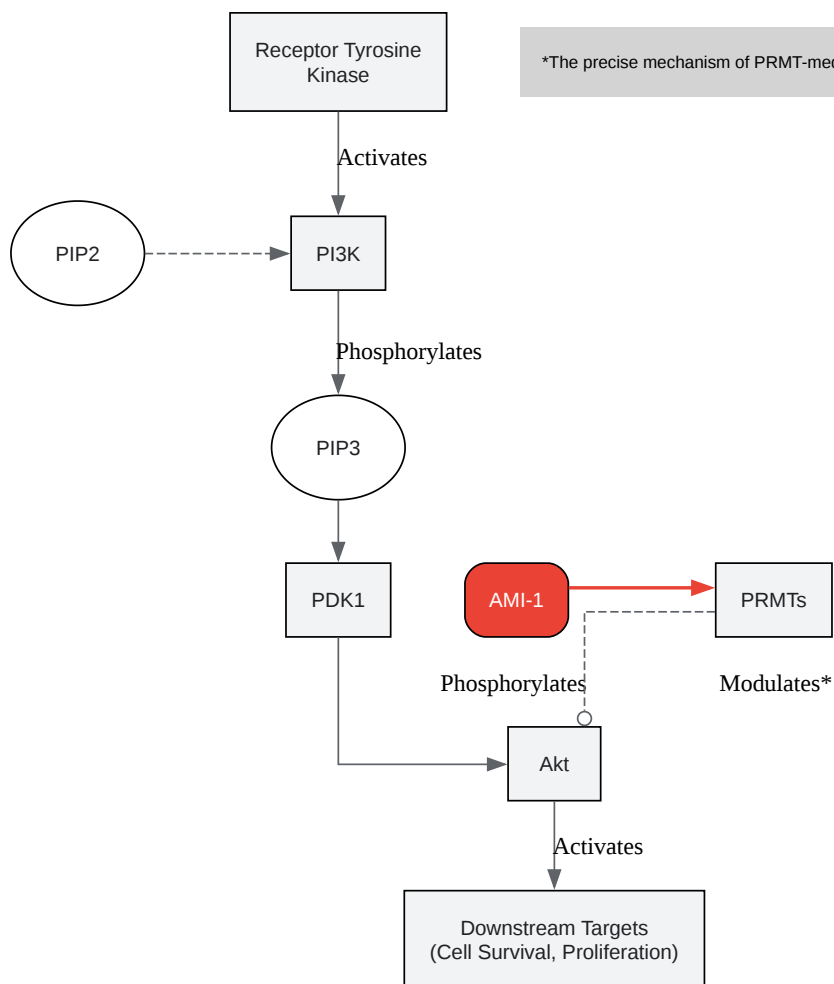 Receptor Tyrosine
Kinase
*The precise mechanism of PRMT-med
Activates
PIP2
PI3K
Phosphorylates
PIP3
PDK1
AMI-1
PRMTs
Phosphorylates
Modulates*
Akt
Activates
Downstream Targets
(Cell Survival, Proliferation)